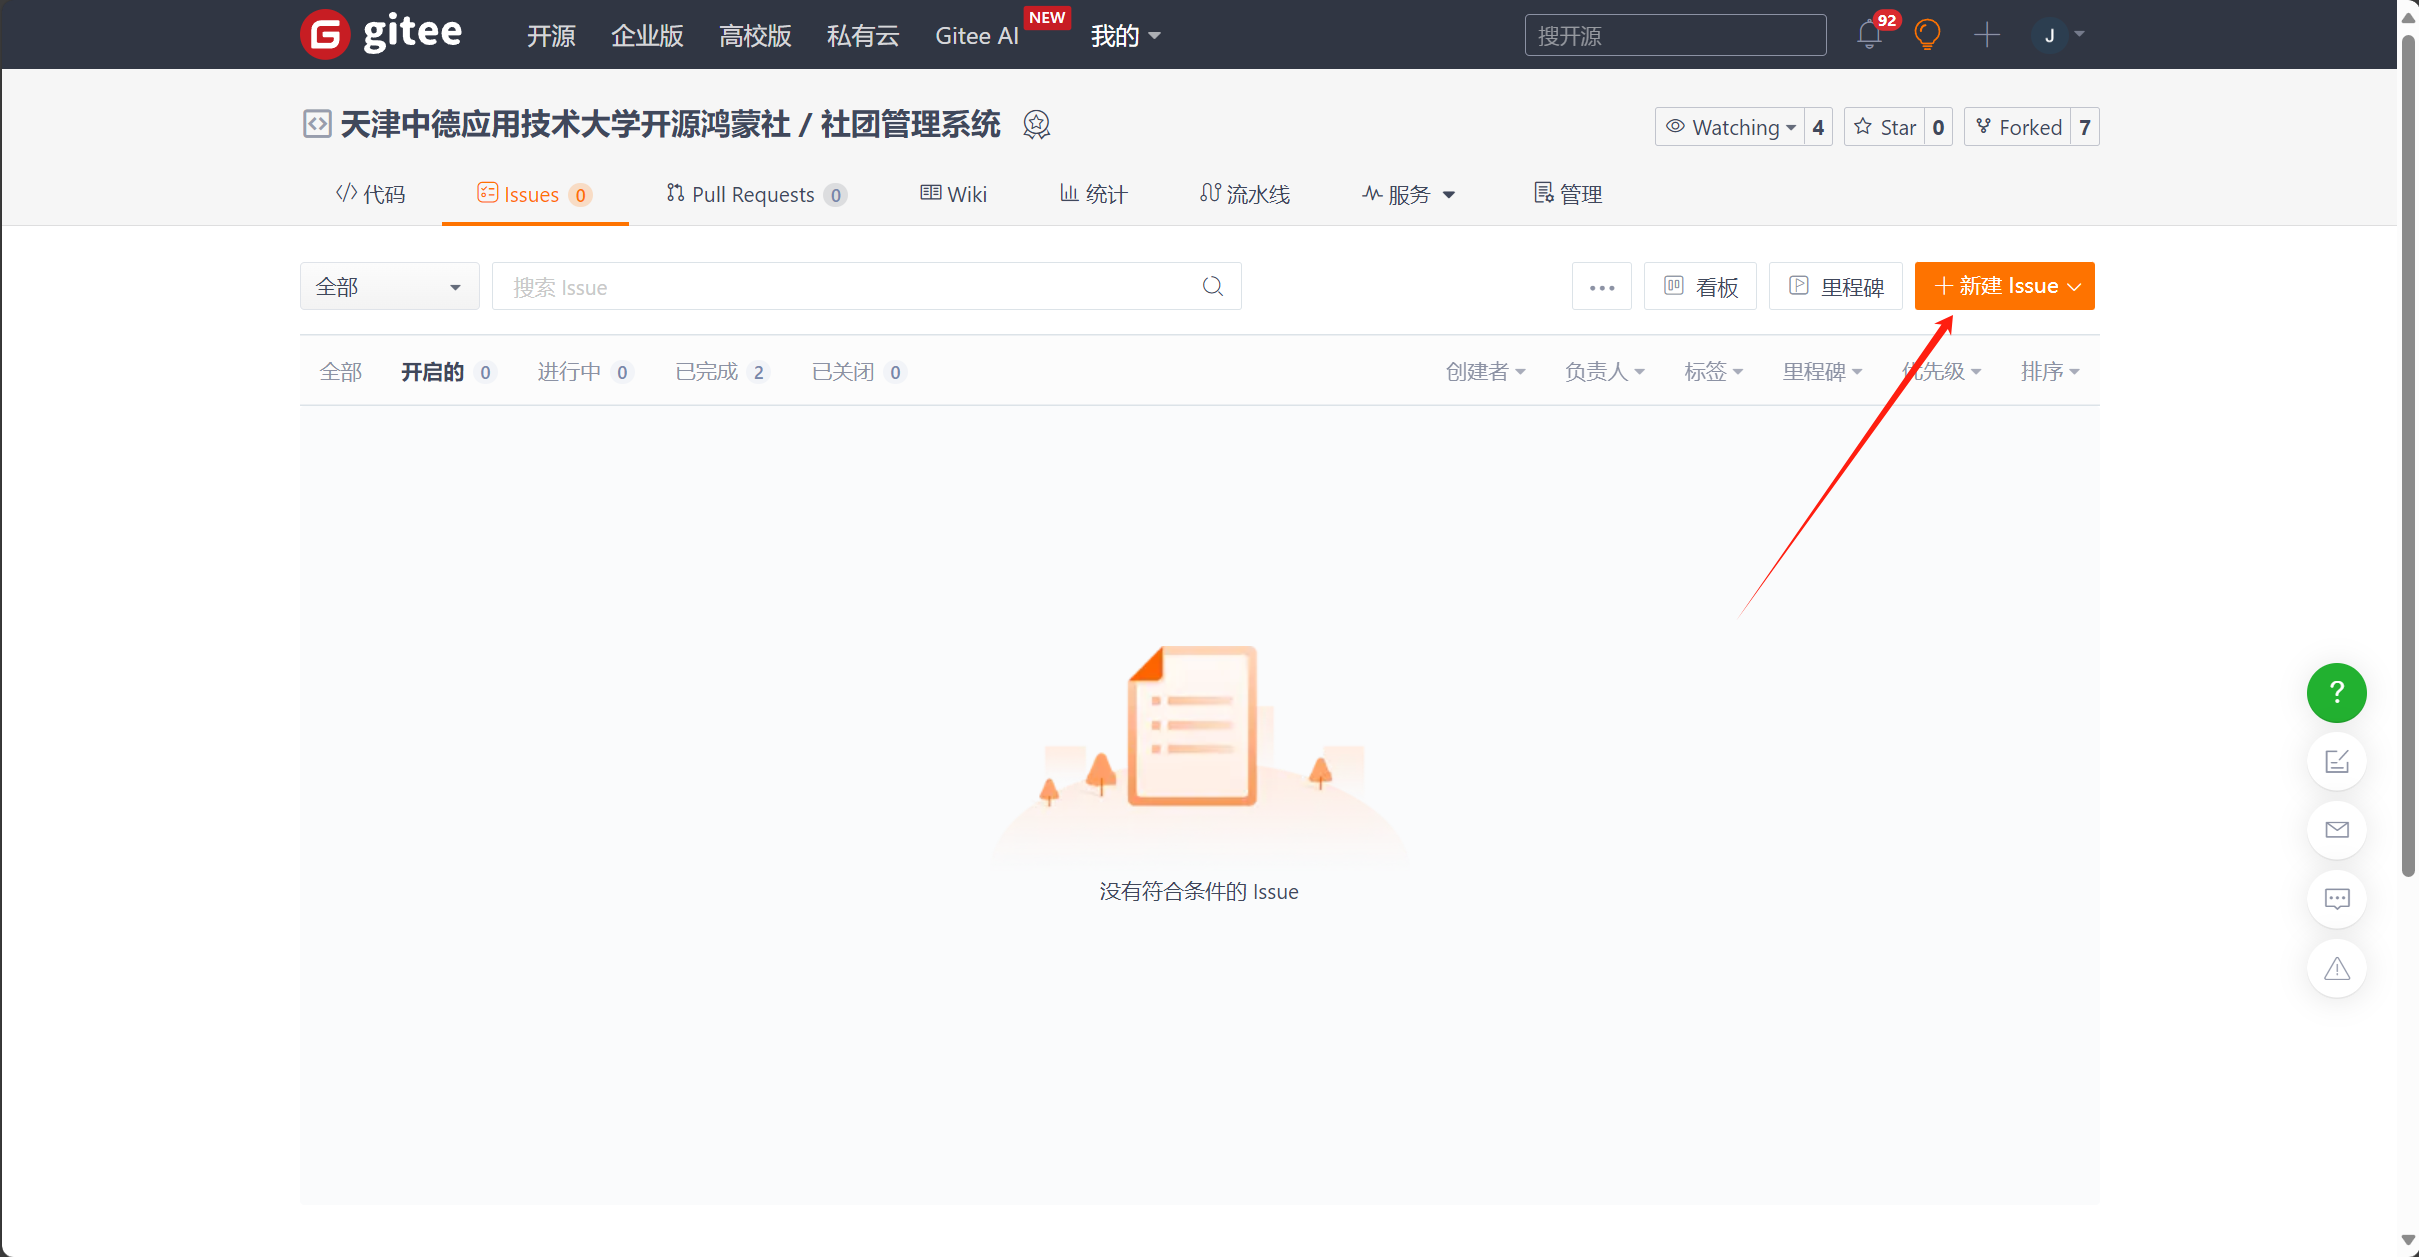 gitee 开源 企业版 高校版 私有云 Gitee AI NEW 我的 搜开源 92 J
天津中德应用技术大学开源鸿蒙社 / 社团管理系统 Watching 4 Star 0 Forked 7
代码 Issues 0 Pull Requests 0 Wiki 统计 流水线 服务 管理
全部 搜索 Issue 看板 里程碑 新建 Issue
全部 开启的 0 进行中 0 已完成 2 已关闭 0 创建者 负责人 标签 里程碑 优先级 排序
没有符合条件的 Issue